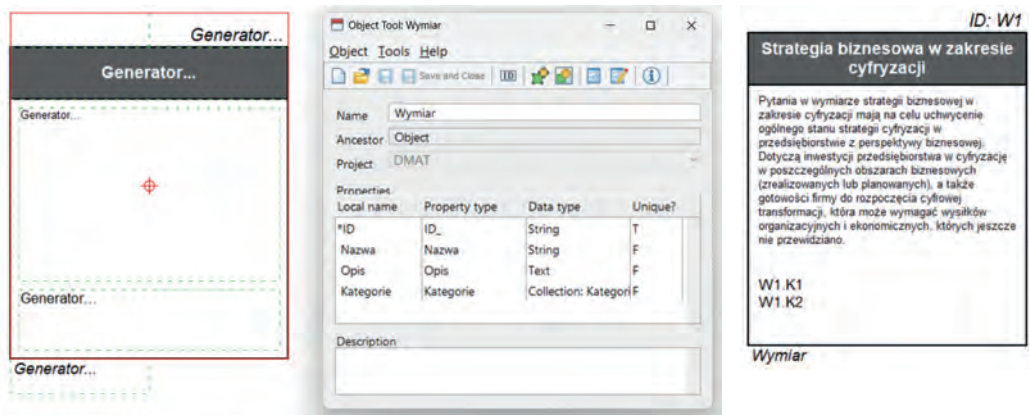 Generator...
Generator...
Generator...
Generator...
Generator...
Object Tool: Wymiar
Object Tools Help
Save and Close ID
Name Wymiar
Ancestor Object
Project DMAT
Properties
Local name Property type Data type Unique?
*ID ID_ String T
Nazwa Nazwa String F
Opis Opis Text F
Kategorie Kategorie Collection: Kategori F
Description
ID: W1
Strategia biznesowa w zakresie
cyfryzacji
Pytania w wymiarze strategii biznesowej w
zakresie cyfryzacji mają na celu uchwycenie
ogólnego stanu strategii cyfryzacji w
przedsiębiorstwie z perspektywy biznesowej.
Dotyczą inwestycji przedsiębiorstwa w cyfryzację
w poszczególnych obszarach biznesowych
(zrealizowanych lub planowanych), a także
gotowości firmy do rozpoczęcia cyfrowej
transformacji, która może wymagać wysiłków
organizacyjnych i ekonomicznych, których jeszcze
nie przewidziano.
W1.K1
W1.K2
Wymiar